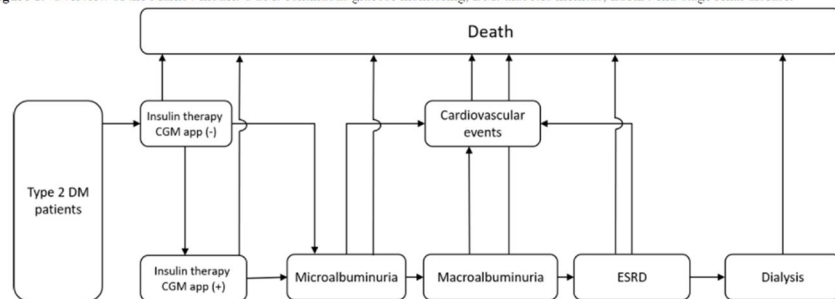 Death
Insulin therapy
CGM app (-)
Cardiovascular
events
Type 2 DM
patients
Insulin therapy
CGM app (+)
Microalbuminuria
Macroalbuminuria
ESRD
Dialysis